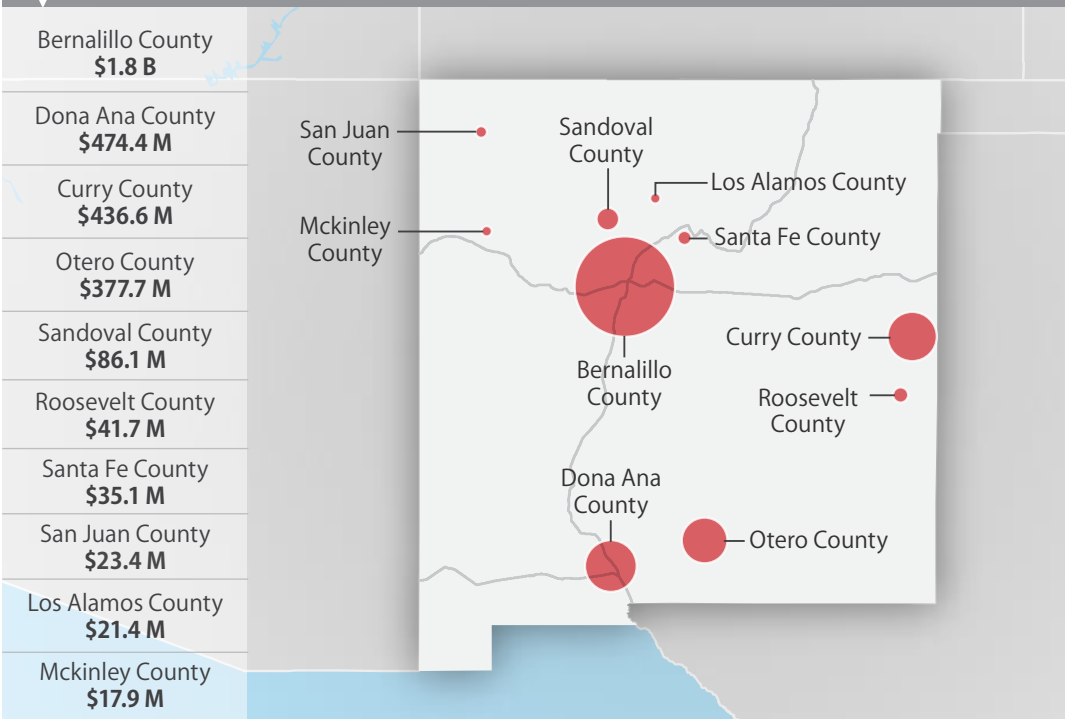 Bernalillo County
$1.8 B
Dona Ana County
$474.4 M
Curry County
$436.6 M
Otero County
$377.7 M
Sandoval County
$86.1 M
Roosevelt County
$41.7 M
Santa Fe County
$35.1 M
San Juan County
$23.4 M
Los Alamos County
$21.4 M
Mckinley County
$17.9 M
San Juan
County
Sandoval
County
Los Alamos County
Mckinley
County
Santa Fe County
Curry County
Bernalillo
County
Roosevelt
County
Dona Ana
County
Otero County